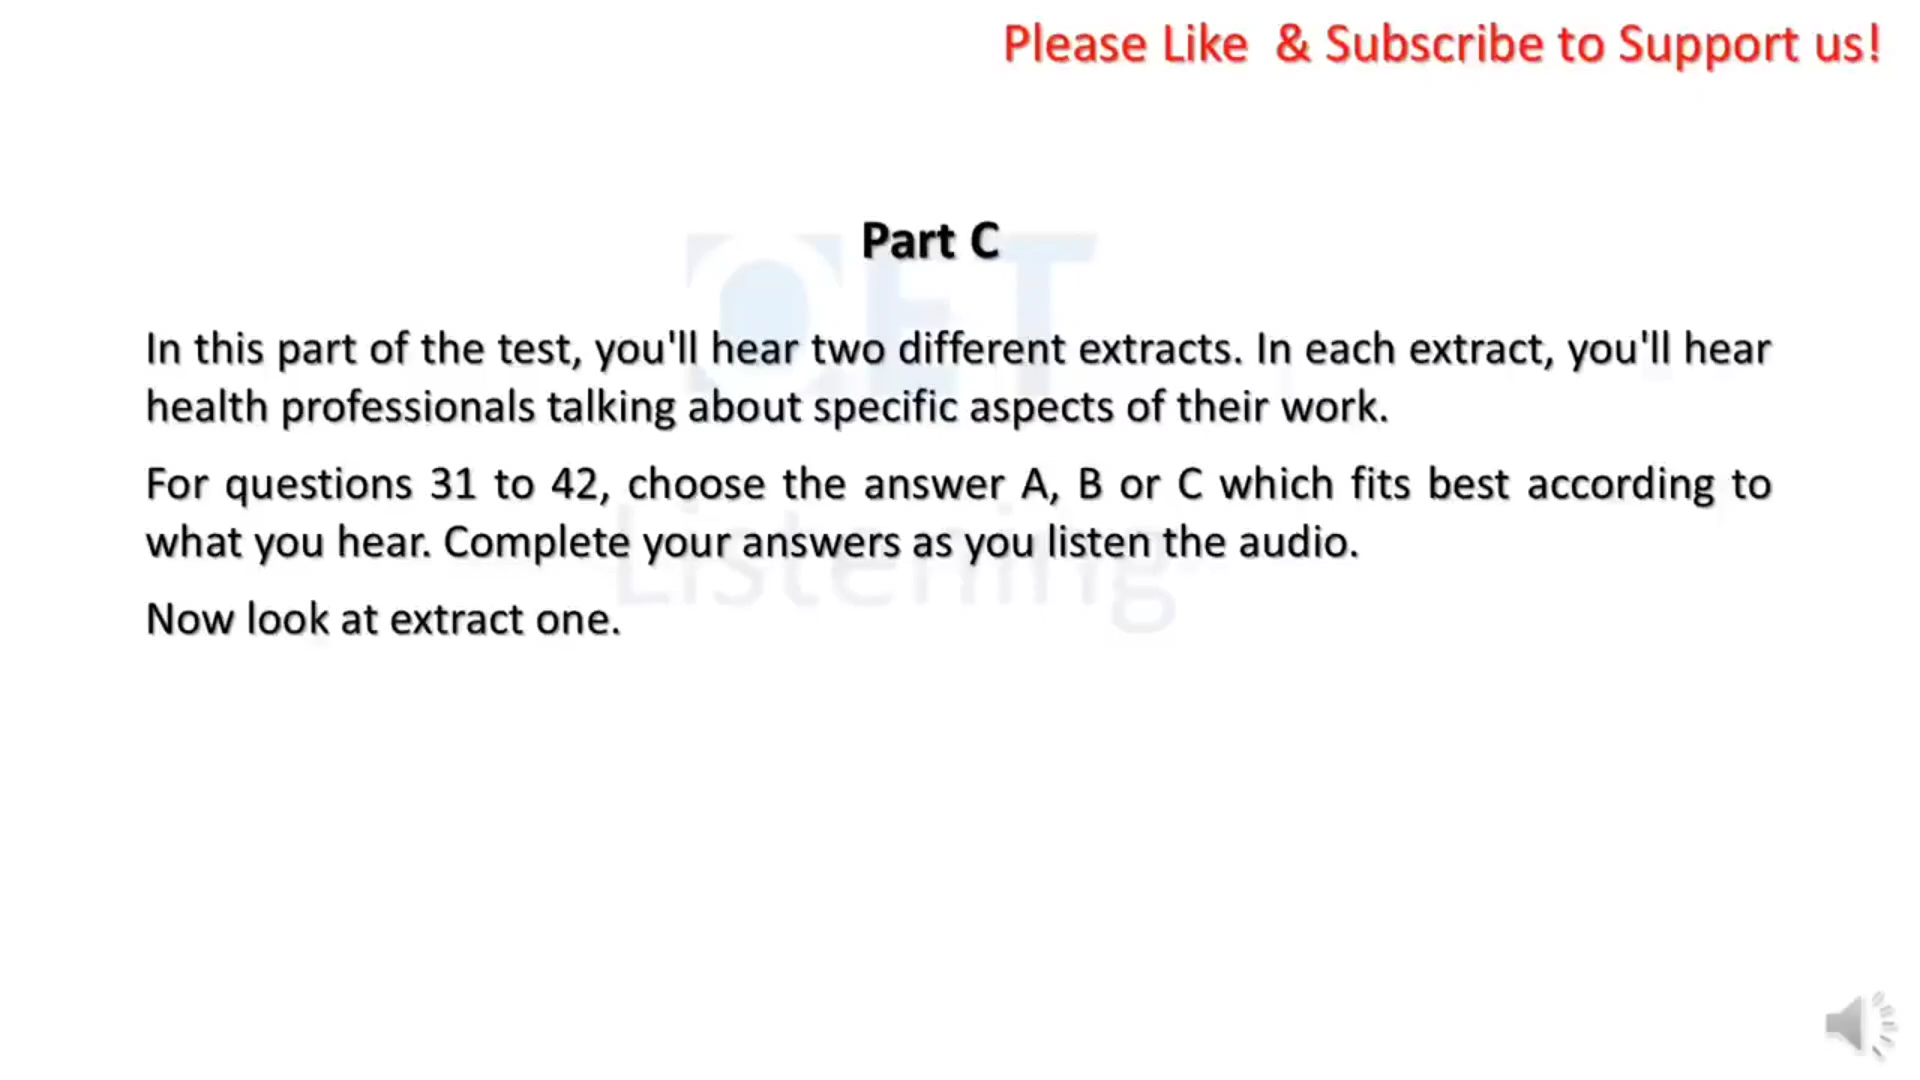 Please Like & Subscribe to Support us!
Part C
In this part of the test, you'll hear two different extracts. In each extract, you'll hear
health professionals talking about specific aspects of their work.
For questions 31 to 42, choose the answer A, B or C which fits best according to
what you hear. Complete your answers as you listen the audio.
Now look at extract one.
OET
Listening